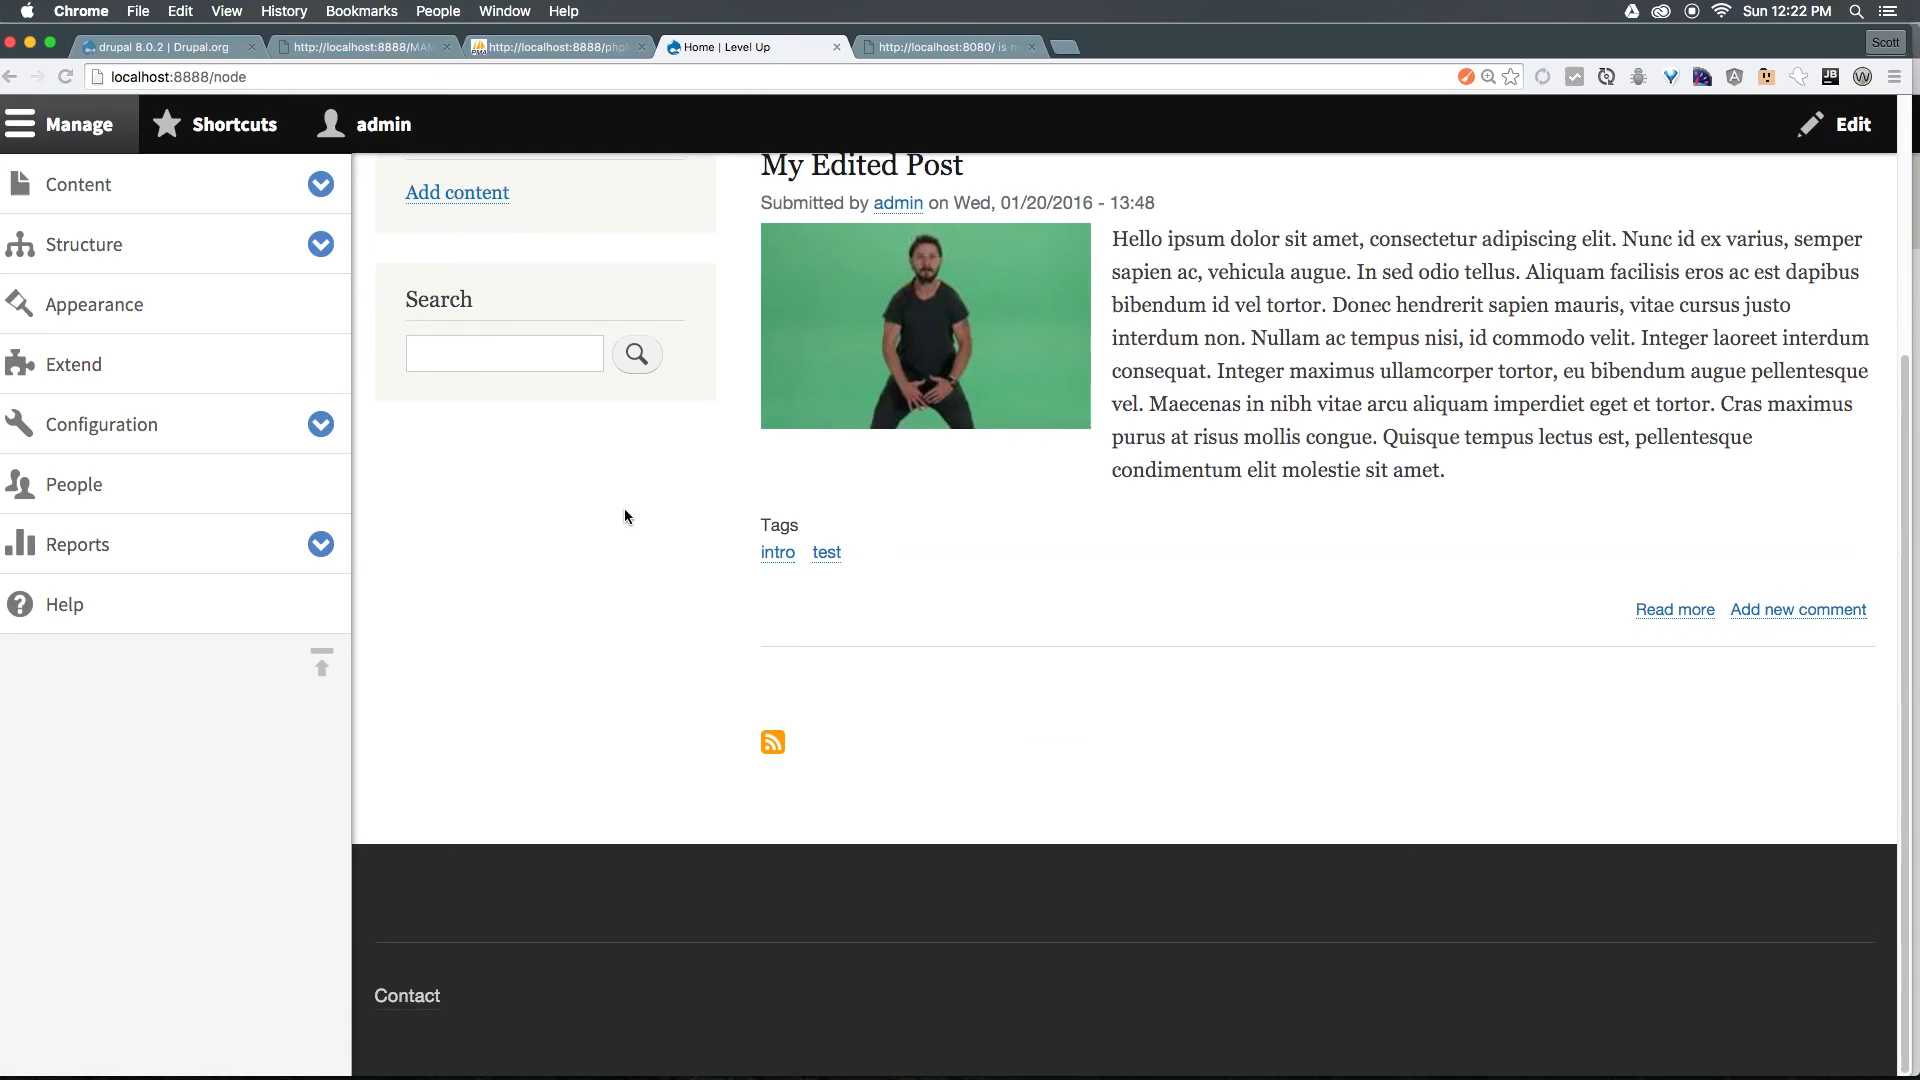 Chrome File Edit View History Bookmarks People Window Help
Sun 12:22 PM
drupal 8.0.2 | Drupal.org
http://localhost:8888/MAM
http://localhost:8888/phpM
Home | Level Up
http://localhost:8080/ is n
Scott
localhost:8888/node
JB
Manage
Shortcuts
admin
Edit
Content
Structure
Appearance
Extend
Configuration
People
Reports
Help
Add content
Search
My Edited Post
Submitted by admin on Wed, 01/20/2016 - 13:48
Hello ipsum dolor sit amet, consectetur adipiscing elit. Nunc id ex varius, semper
sapien ac, vehicula augue. In sed odio tellus. Aliquam facilisis eros ac est dapibus
bibendum id vel tortor. Donec hendrerit sapien mauris, vitae cursus justo
interdum non. Nullam ac tempus nisi, id commodo velit. Integer laoreet interdum
consequat. Integer maximus ullamcorper tortor, eu bibendum augue pellentesque
vel. Maecenas in nibh vitae arcu aliquam imperdiet eget et tortor. Cras maximus
purus at risus mollis congue. Quisque tempus lectus est, pellentesque
condimentum elit molestie sit amet.
Tags
intro test
Read more Add new comment
Contact